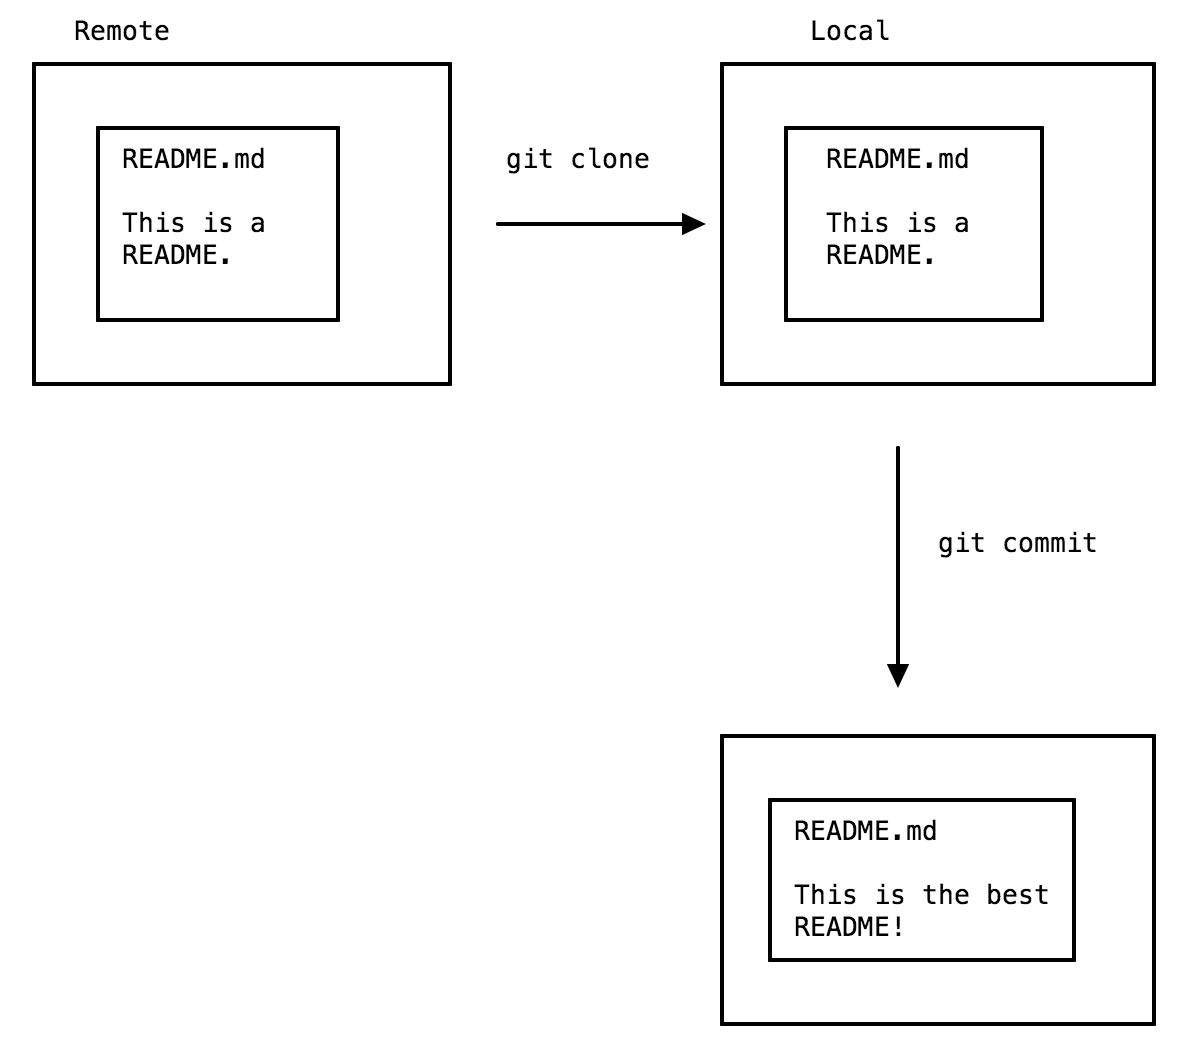 Remote
Local
README.md
This is a
README.
git clone
README.md
This is a
README.
git commit
README.md
This is the best
README!